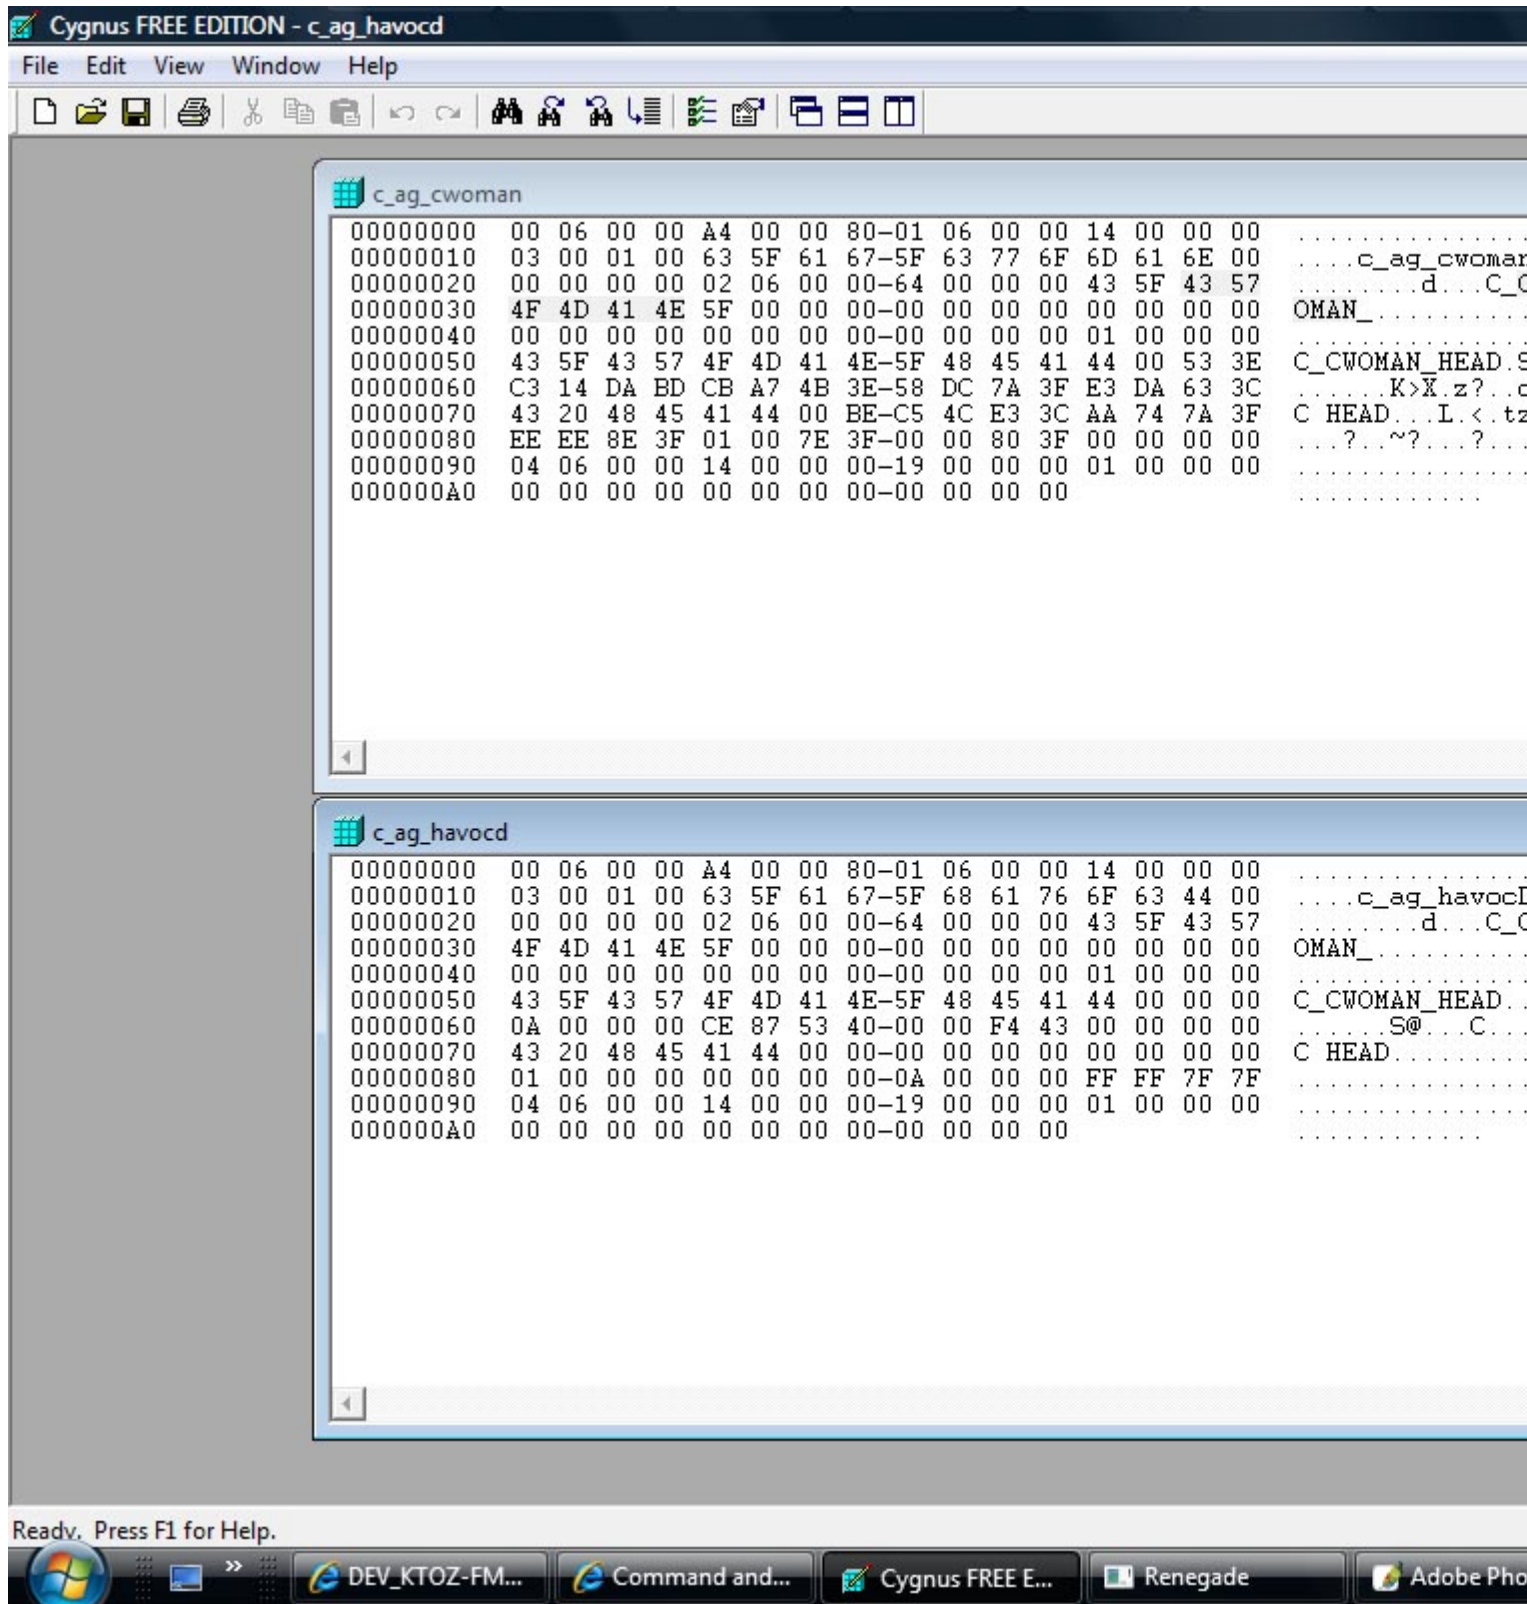 Cygnus FREE EDITION - c_ag_havocd
File Edit View Window Help
c_ag_cwoman
00000000 00 06 00 00 A4 00 00 80-01 06 00 00 14 00 00 00 ................
00000010 03 00 01 00 63 5F 61 67-5F 63 77 6F 6D 61 6E 00 ....c_ag_cwoman
00000020 00 00 00 00 02 06 00 00-64 00 00 00 43 5F 43 57 ........d...C_C
00000030 4F 4D 41 4E 5F 00 00 00-00 00 00 00 00 00 00 00 OMAN_..........
00000040 00 00 00 00 00 00 00 00-00 00 00 00 01 00 00 00 ................
00000050 43 5F 43 57 4F 4D 41 4E-5F 48 45 41 44 00 53 3E C_CWOMAN_HEAD.S
00000060 C3 14 DA BD CB A7 4B 3E-58 DC 7A 3F E3 DA 63 3C ......K>X.z?..c
00000070 43 20 48 45 41 44 00 BE-C5 4C E3 3C AA 74 7A 3F C HEAD...L.<.tz
00000080 EE EE 8E 3F 01 00 7E 3F-00 00 80 3F 00 00 00 00 ...?..~?...?...
00000090 04 06 00 00 14 00 00 00-19 00 00 00 01 00 00 00 ................
000000A0 00 00 00 00 00 00 00 00-00 00 00 00 ............
c_ag_havocd
00000000 00 06 00 00 A4 00 00 80-01 06 00 00 14 00 00 00 ................
00000010 03 00 01 00 63 5F 61 67-5F 68 61 76 6F 63 44 00 ....c_ag_havocD
00000020 00 00 00 00 02 06 00 00-64 00 00 00 43 5F 43 57 ........d...C_C
00000030 4F 4D 41 4E 5F 00 00 00-00 00 00 00 00 00 00 00 OMAN_..........
00000040 00 00 00 00 00 00 00 00-00 00 00 00 01 00 00 00 ................
00000050 43 5F 43 57 4F 4D 41 4E-5F 48 45 41 44 00 00 00 C_CWOMAN_HEAD..
00000060 0A 00 00 00 CE 87 53 40-00 00 F4 43 00 00 00 00 ......S@...C...
00000070 43 20 48 45 41 44 00 00-00 00 00 00 00 00 00 00 C HEAD.........
00000080 01 00 00 00 00 00 00 00-0A 00 00 00 FF FF 7F 7F ................
00000090 04 06 00 00 14 00 00 00-19 00 00 00 01 00 00 00 ................
000000A0 00 00 00 00 00 00 00 00-00 00 00 00 ............
Ready. Press F1 for Help.
DEV_KTOZ-FM... Command and... Cygnus FREE E... Renegade Adobe Pho